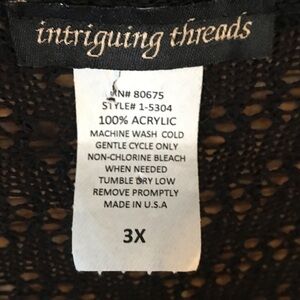 intriguing threads
RN# 80675
STYLE# 1-5304
100% ACRYLIC
MACHINE WASH COLD
GENTLE CYCLE ONLY
NON-CHLORINE BLEACH
WHEN NEEDED
TUMBLE DRY LOW
REMOVE PROMPTLY
MADE IN U.S.A
3X